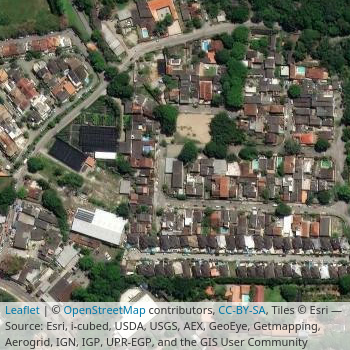 Leaflet | © OpenStreetMap contributors, CC-BY-SA, Tiles © Esri —
Source: Esri, i-cubed, USDA, USGS, AEX, GeoEye, Getmapping,
Aerogrid, IGN, IGP, UPR-EGP, and the GIS User Community